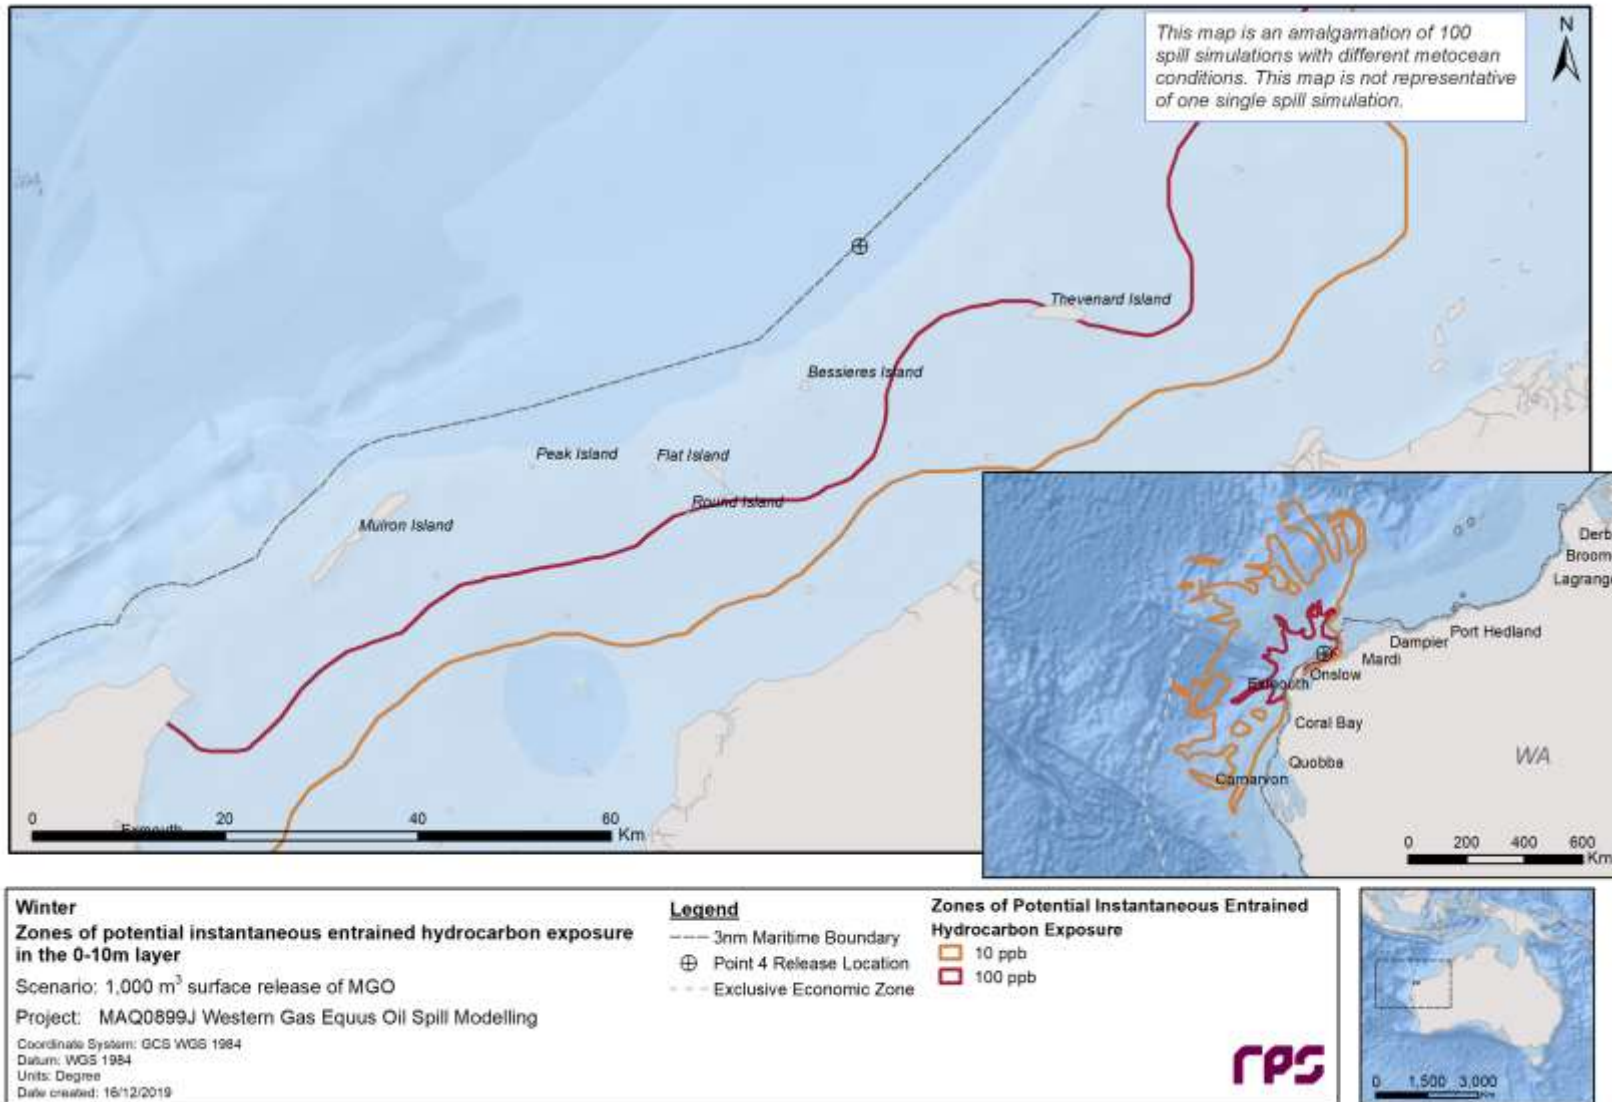 This map is an amalgamation of 100
spill simulations with different metocean
conditions. This map is not representative
of one single spill simulation.
N
Thevenard Island
Bessieres Island
Peak Island
Flat Island
Round Island
Muiron Island
Exmouth
0 20 40 60
Km
Derb
Broom
Lagrange
Port Hedland
Dampier
Mardi
Onslow
Exmouth
Coral Bay
WA
Quobba
Carnarvon
0 200 400 600
Km
Winter
Zones of potential instantaneous entrained hydrocarbon exposure
in the 0-10m layer
Scenario: 1,000 m³ surface release of MGO
Project: MAQ0899J Western Gas Equus Oil Spill Modelling
Coordinate System: GCS WGS 1984
Datum: WGS 1984
Units: Degree
Date created: 16/12/2019
Legend
3nm Maritime Boundary
Point 4 Release Location
Exclusive Economic Zone
Zones of Potential Instantaneous Entrained
Hydrocarbon Exposure
10 ppb
100 ppb
rps
0 1,500 3,000
Km